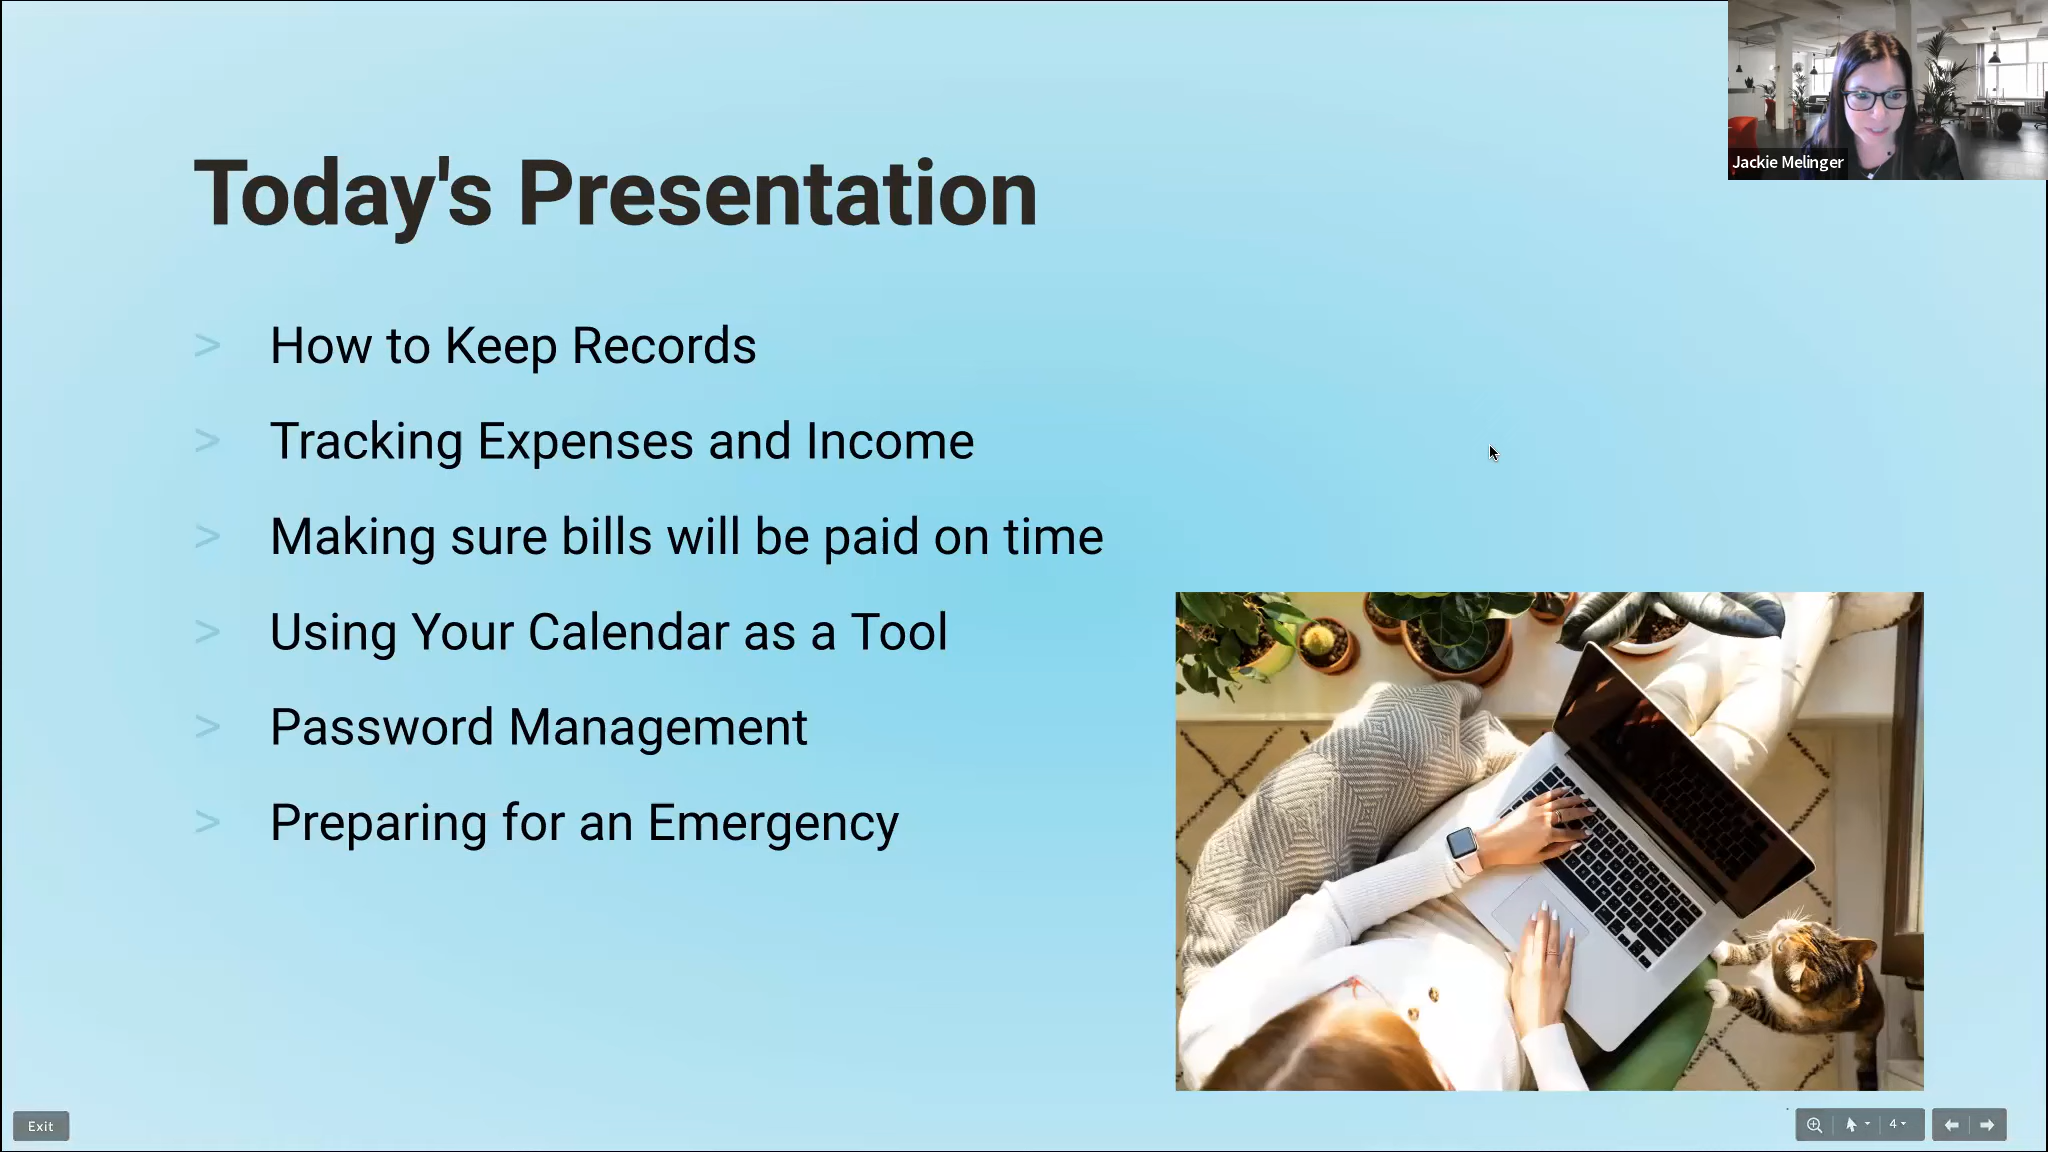 Jackie Melinger
Today's Presentation
> How to Keep Records
> Tracking Expenses and Income
> Making sure bills will be paid on time
> Using Your Calendar as a Tool
> Password Management
> Preparing for an Emergency
Exit
4